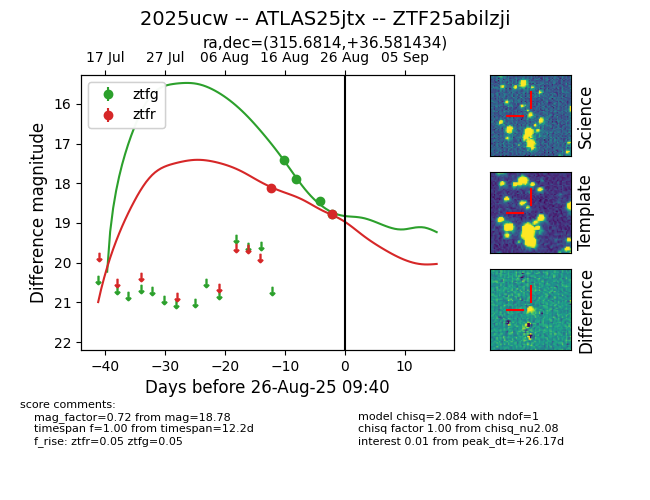 2025ucw -- ATLAS25jtx -- ZTF25abilzji
ra,dec=(315.6814,+36.581434)
17 Jul 27 Jul 06 Aug 16 Aug 26 Aug 05 Sep
ztfg
ztfr
Difference magnitude
16
17
18
19
20
21
22
−40 −30 −20 −10 0 10
Days before 26-Aug-25 09:40
Science
Template
Difference
score comments:
mag_factor=0.72 from mag=18.78
timespan f=1.00 from timespan=12.2d
f_rise: ztfr=0.05 ztfg=0.05
model chisq=2.084 with ndof=1
chisq factor 1.00 from chisq_nu2.08
interest 0.01 from peak_dt=+26.17d